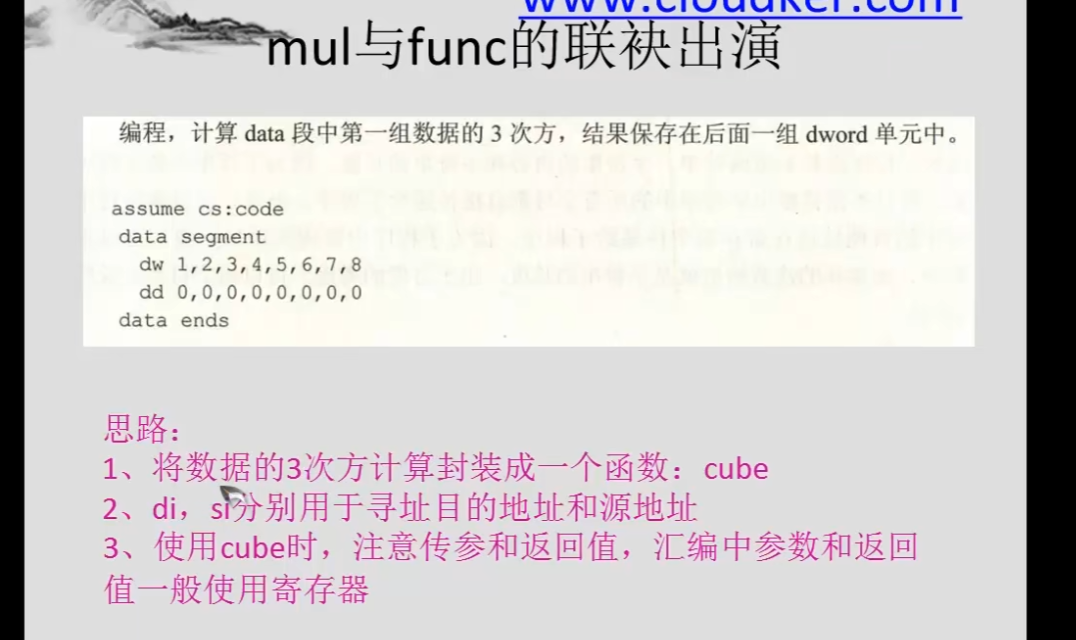 www.cloudker.com
mul与func的联袂出演
编程，计算 data 段中第一组数据的 3 次方，结果保存在后面一组 dword 单元中。
assume cs:code
data segment
dw 1,2,3,4,5,6,7,8
dd 0,0,0,0,0,0,0,0
data ends
思路：
1、将数据的3次方计算封装成一个函数：cube
2、di，si分别用于寻址目的地址和源地址
3、使用cube时，注意传参和返回值，汇编中参数和返回
值一般使用寄存器